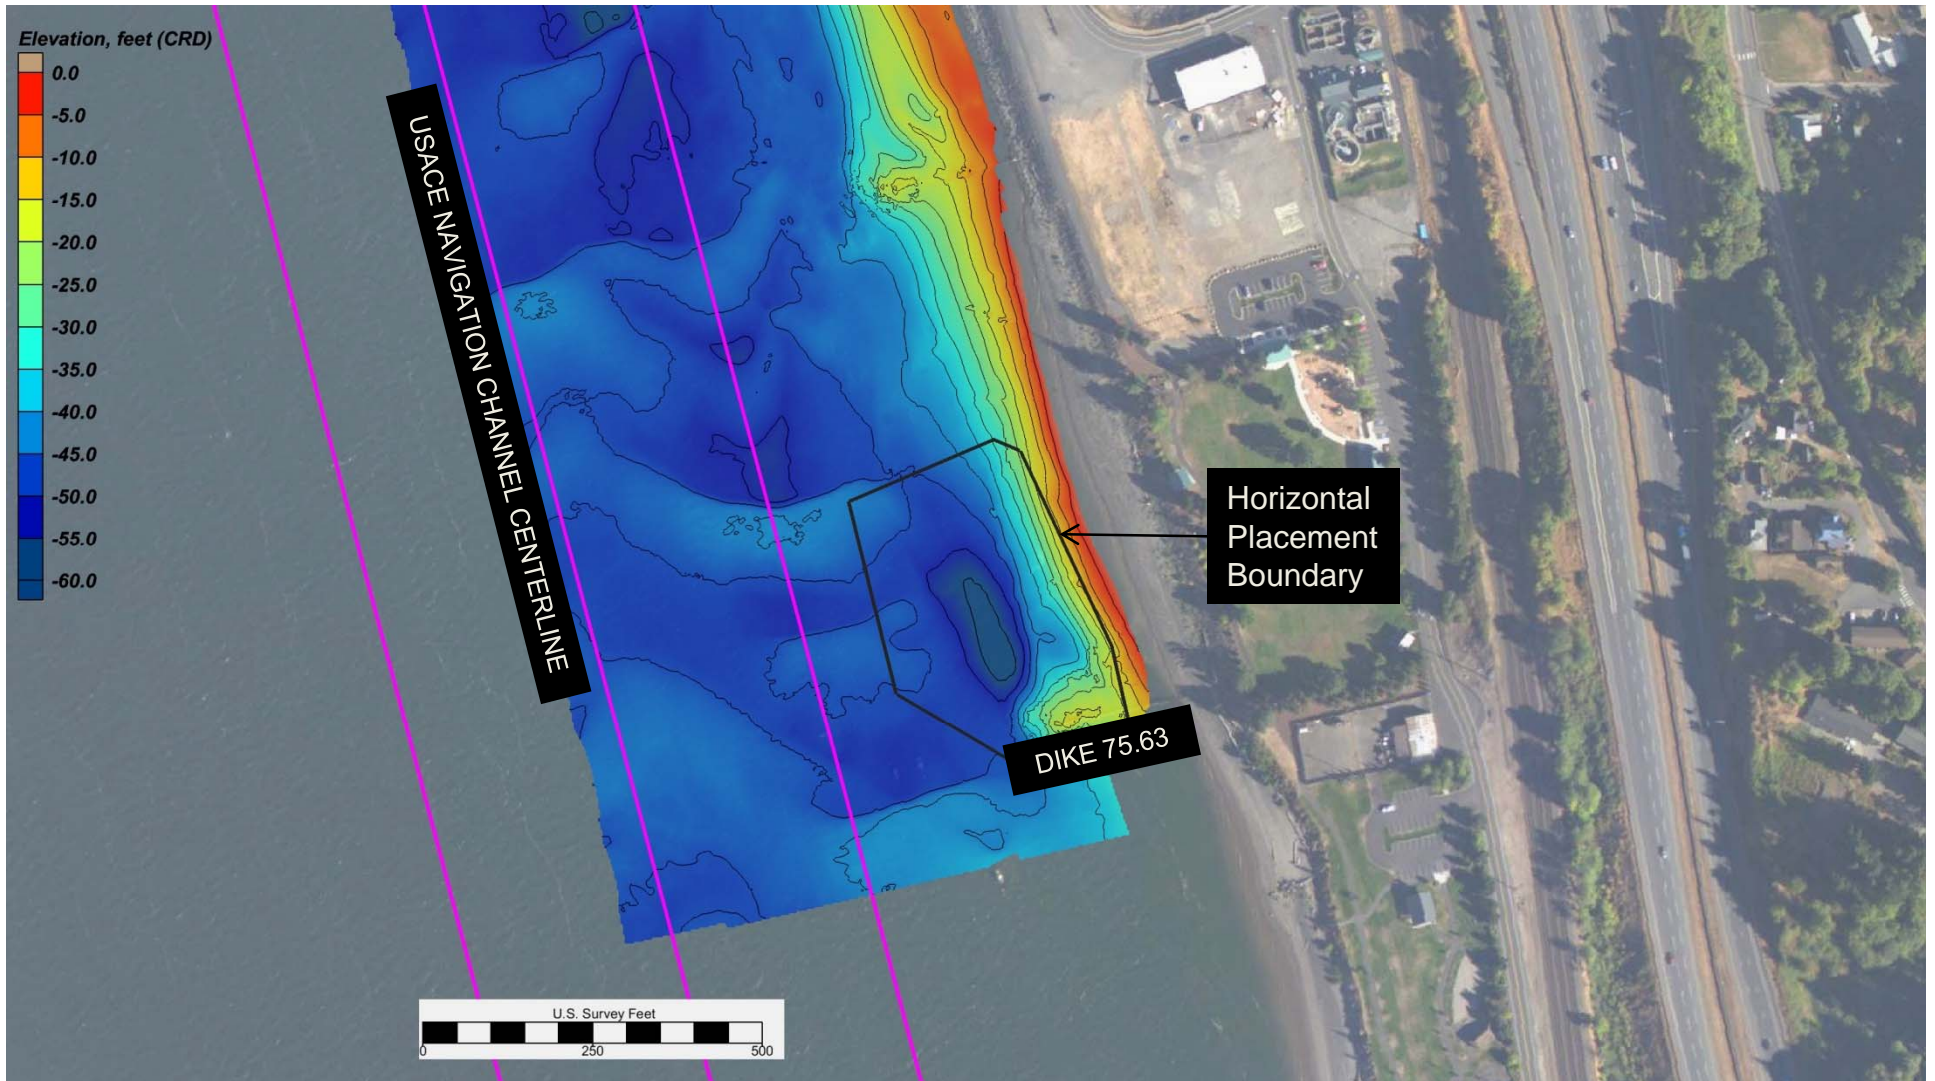 Elevation, feet (CRD)
0.0
-5.0
-10.0
-15.0
-20.0
-25.0
-30.0
-35.0
-40.0
-45.0
-50.0
-55.0
-60.0
USACE NAVIGATION CHANNEL CENTERLINE
Horizontal
Placement
Boundary
DIKE 75.63
U.S. Survey Feet
0 250 500